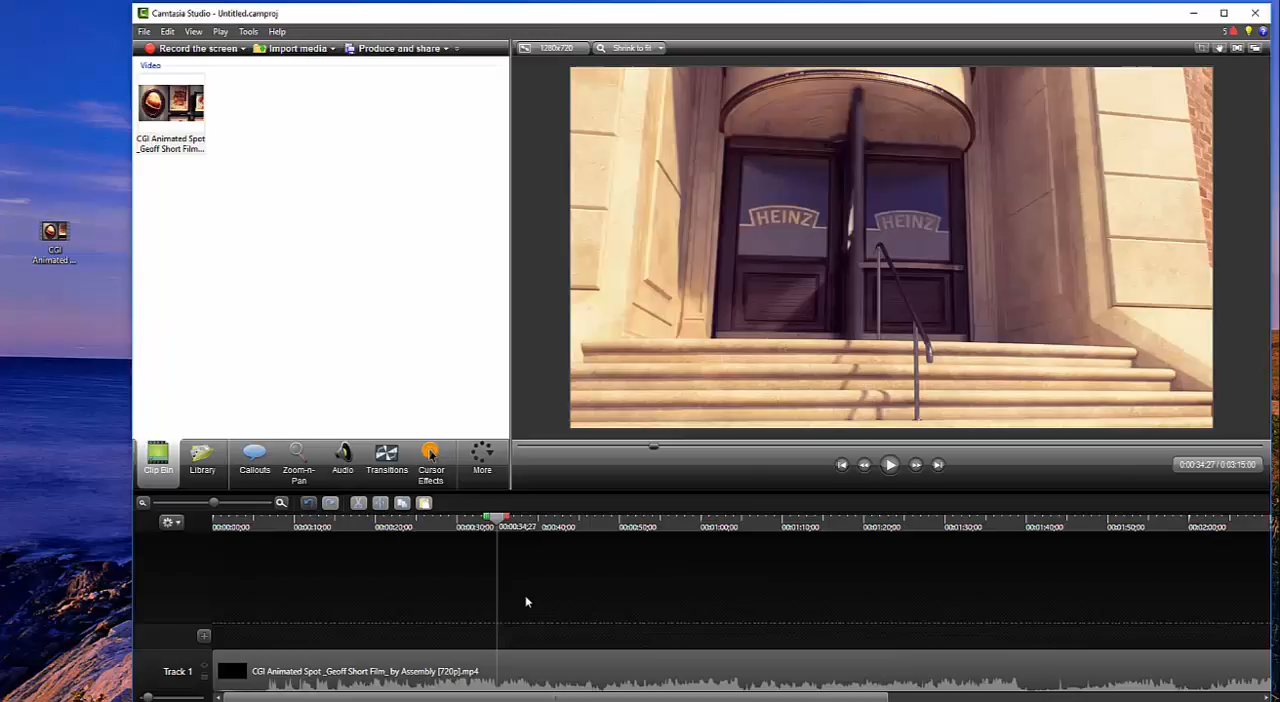 Camtasia Studio - Untitled.camproj
File Edit View Play Tools Help
5
Record the screen Import media Produce and share
1280x720 Shrink to fit
Video
CGI Animated Spot
_Geoff Short Film...
HEINZ HEINZ
CGI
Animated ...
Clip Bin Library Callouts Zoom-n-
Pan Audio Transitions Cursor
Effects More
0:00:34;27 / 0:03:15;00
00:00:00;00 00:00:10;00 00:00:20;00 00:00:30;00 00:00:34;27 00:00:40;00 00:00:50;00 00:01:00;00 00:01:10;00 00:01:20;00 00:01:30;00 00:01:40;00 00:01:50;00 00:02:00;00
Track 1 CGI Animated Spot _Geoff Short Film_ by Assembly [720p].mp4